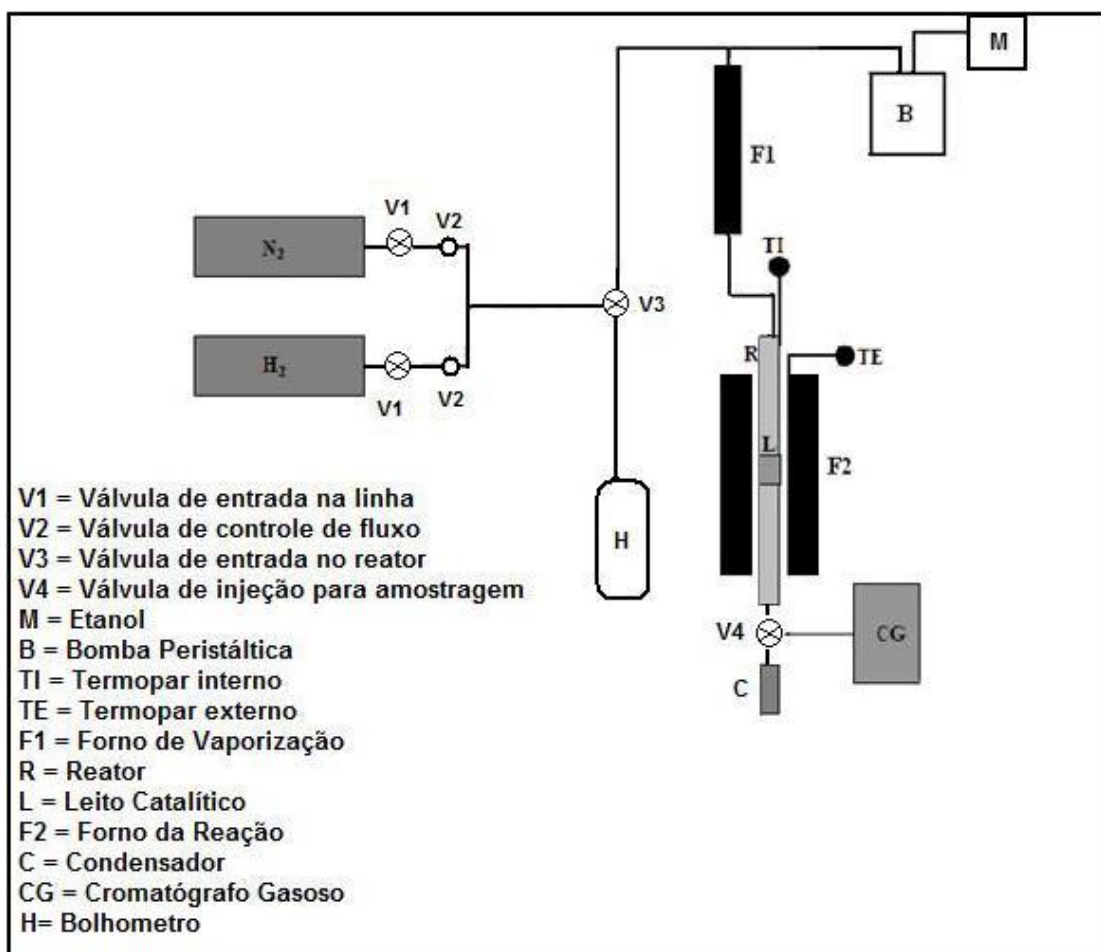 M
B
F1
V1
V2
TI
N₂
V3
R
TE
H₂
V1
V2
L
F2
H
V4
CG
C
V1 = Válvula de entrada na linha
V2 = Válvula de controle de fluxo
V3 = Válvula de entrada no reator
V4 = Válvula de injeção para amostragem
M = Etanol
B = Bomba Peristáltica
TI = Termopar interno
TE = Termopar externo
F1 = Forno de Vaporização
R = Reator
L = Leito Catalítico
F2 = Forno da Reação
C = Condensador
CG = Cromatógrafo Gasoso
H= Bolhometro